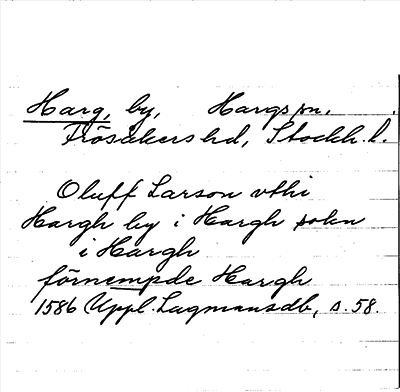 Harg, by, Hargs sn.
Frösåkers hd, Stockh. l.
Oluff Larson vthi
Hargh by i Hargh sokn
i Hargh
förnempde Hargh
1586 Uppl. Lagmansdb, s. 58.